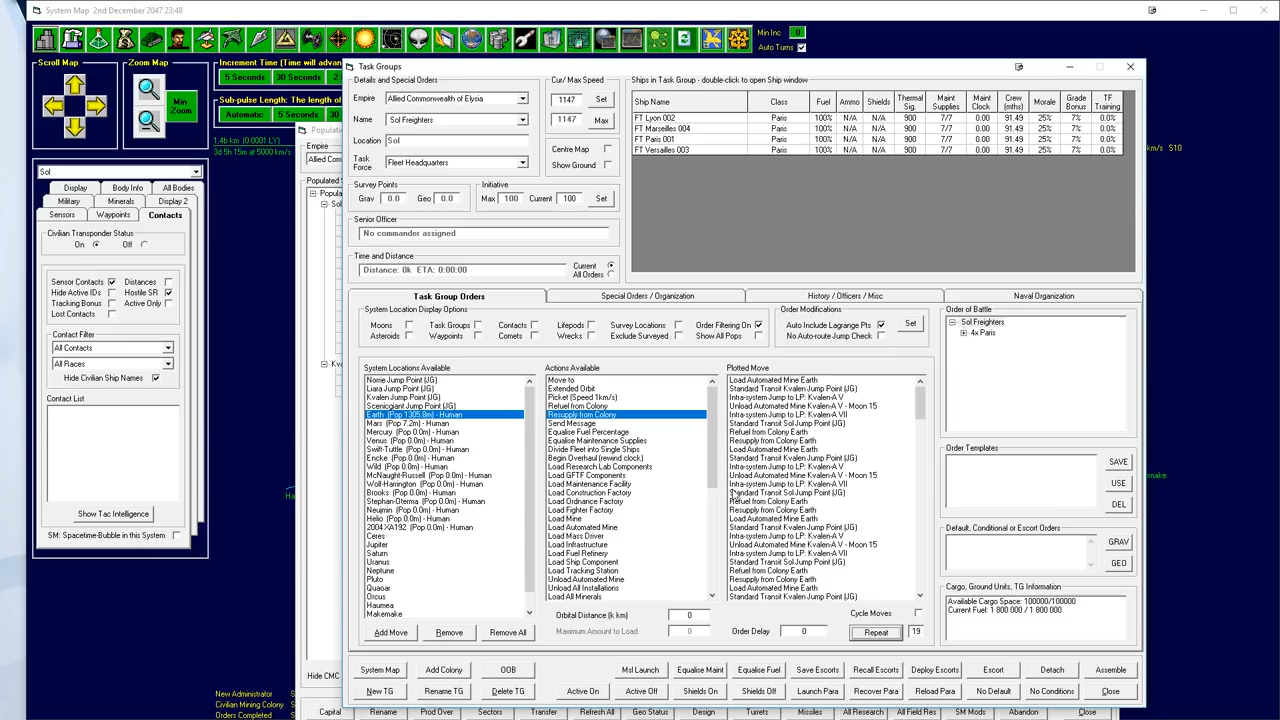 System Map  2nd December 2047 23:48
Min Inc 0
Auto Turns
Scroll Map
Zoom Map
Min Zoom
Increment Time (Time will advan
5 Seconds 30 Seconds 2
Sub-pulse Length: The length of
Automatic 5 Seconds 30
1.4b km (0.0001 LY)
3d 5h 15m at 5000 km/s
Sol
Display Body Info All Bodies
Military Minerals Display 2
Sensors Waypoints Contacts
Civilian Transponder Status
On Off
Sensor Contacts Distances
Hide Active IDs Hostile SR
Tracking Bonus Active Only
Lost Contacts
Contact Filter
All Contacts
All Races
Hide Civilian Ship Names
Contact List
Show Tac Intelligence
SM: Spacetime-Bubble in this System
New Administrator
Civilian Mining Colony
Orders Completed
Populatio
Empire
Allied Com
Populated S
Popula
Sol
Kva
Hide CMC
Capital Rename Prod Over Sectors Transfer Refresh All Geo Status Design Turrets Missiles All Research All Field Res SM Mods Abandon Close
km/s  S10
make
Task Groups
Details and Special Orders
Empire Allied Commonwealth of Elysia
Name Sol Freighters
Location Sol
Task Force Fleet Headquarters
Cur/ Max Speed
1147 Set
1147 Max
Centre Map
Show Ground
Survey Points
Grav 0.0 Geo 0.0
Initiative
Max 100 Current 100 Set
Senior Officer
No commander assigned
Time and Distance
Distance: 0k  ETA: 0:00:00
Current
All Orders
Ships in Task Group - double-click to open Ship window
Ship Name Class Fuel Ammo Shields Thermal Sig. Maint Supplies Maint Clock Crew (mths) Morale Grade Bonus TF Training
FT Lyon 002 Paris 100% N/A N/A 900 7/7 0.00 91.49 25% 7% 0.0%
FT Marseilles 004 Paris 100% N/A N/A 900 7/7 0.00 91.49 25% 7% 0.0%
FT Paris 001 Paris 100% N/A N/A 900 7/7 0.00 91.49 25% 7% 0.0%
FT Versailles 003 Paris 100% N/A N/A 900 7/7 0.00 91.49 25% 7% 0.0%
Task Group Orders Special Orders / Organization History / Officers / Misc Naval Organization
System Location Display Options
Moons Task Groups Contacts Lifepods Survey Locations Order Filtering On
Asteroids Waypoints Comets Wrecks Exclude Surveyed Show All Pops
Order Modifications
Auto Include Lagrange Pts Set
No Auto-route Jump Check
System Locations Available
Norrie Jump Point (JG)
Liara Jump Point (JG)
Kvalen Jump Point (JG)
Scenicgiant Jump Point (JG)
Earth (Pop 1305.8m) - Human
Mars (Pop 7.2m) - Human
Mercury (Pop 0.0m) - Human
Venus (Pop 0.0m) - Human
Swift-Tuttle (Pop 0.0m) - Human
Encke (Pop 0.0m) - Human
Wild (Pop 0.0m) - Human
McNaught-Russell (Pop 0.0m) - Human
Wolf-Harrington (Pop 0.0m) - Human
Brooks (Pop 0.0m) - Human
Stephan-Oterma (Pop 0.0m) - Human
Neujmin (Pop 0.0m) - Human
Helio (Pop 0.0m) - Human
2004 XA192 (Pop 0.0m) - Human
Ceres
Jupiter
Saturn
Uranus
Neptune
Pluto
Quaoar
Orcus
Haumea
Makemake
Add Move Remove Remove All
Actions Available
Move to
Extended Orbit
Picket (Speed 1km/s)
Refuel from Colony
Resupply from Colony
Send Message
Equalise Fuel Percentage
Equalise Maintenance Supplies
Divide Fleet into Single Ships
Begin Overhaul (rewind clock)
Load Research Lab Components
Load GFTF Components
Load Maintenance Facility
Load Construction Factory
Load Ordnance Factory
Load Fighter Factory
Load Mine
Load Automated Mine
Load Mass Driver
Load Infrastructure
Load Fuel Refinery
Load Ship Component
Load Tracking Station
Unload Automated Mine
Unload All Installations
Load All Minerals
Orbital Distance (k km) 0
Maximum Amount to Load 0
Plotted Move
Load Automated Mine Earth
Standard Transit Kvalen Jump Point (JG)
Intra-system Jump to LP: Kvalen-A V
Unload Automated Mine Kvalen-A V - Moon 15
Intra-system Jump to LP: Kvalen-A VII
Standard Transit Sol Jump Point (JG)
Refuel from Colony Earth
Resupply from Colony Earth
Load Automated Mine Earth
Standard Transit Kvalen Jump Point (JG)
Intra-system Jump to LP: Kvalen-A V
Unload Automated Mine Kvalen-A V - Moon 15
Intra-system Jump to LP: Kvalen-A VII
Standard Transit Sol Jump Point (JG)
Refuel from Colony Earth
Resupply from Colony Earth
Load Automated Mine Earth
Standard Transit Kvalen Jump Point (JG)
Intra-system Jump to LP: Kvalen-A V
Unload Automated Mine Kvalen-A V - Moon 15
Intra-system Jump to LP: Kvalen-A VII
Standard Transit Sol Jump Point (JG)
Refuel from Colony Earth
Resupply from Colony Earth
Load Automated Mine Earth
Standard Transit Kvalen Jump Point (JG)
Cycle Moves
Order Delay 0 Repeat 19
Order of Battle
Sol Freighters
4x Paris
Order Templates
SAVE
USE
DEL
Default, Conditional or Escort Orders
GRAV
GEO
Cargo, Ground Units, TG Information
Available Cargo Space: 100000/100000
Current Fuel: 1 800 000 / 1 800 000
System Map Add Colony OOB Msl Launch Equalise Maint Equalise Fuel Save Escorts Recall Escorts Deploy Escorts Escort Detach Assemble
New TG Rename TG Delete TG Active On Active Off Shields On Shields Off Launch Para Recover Para Reload Para No Default No Conditions Close